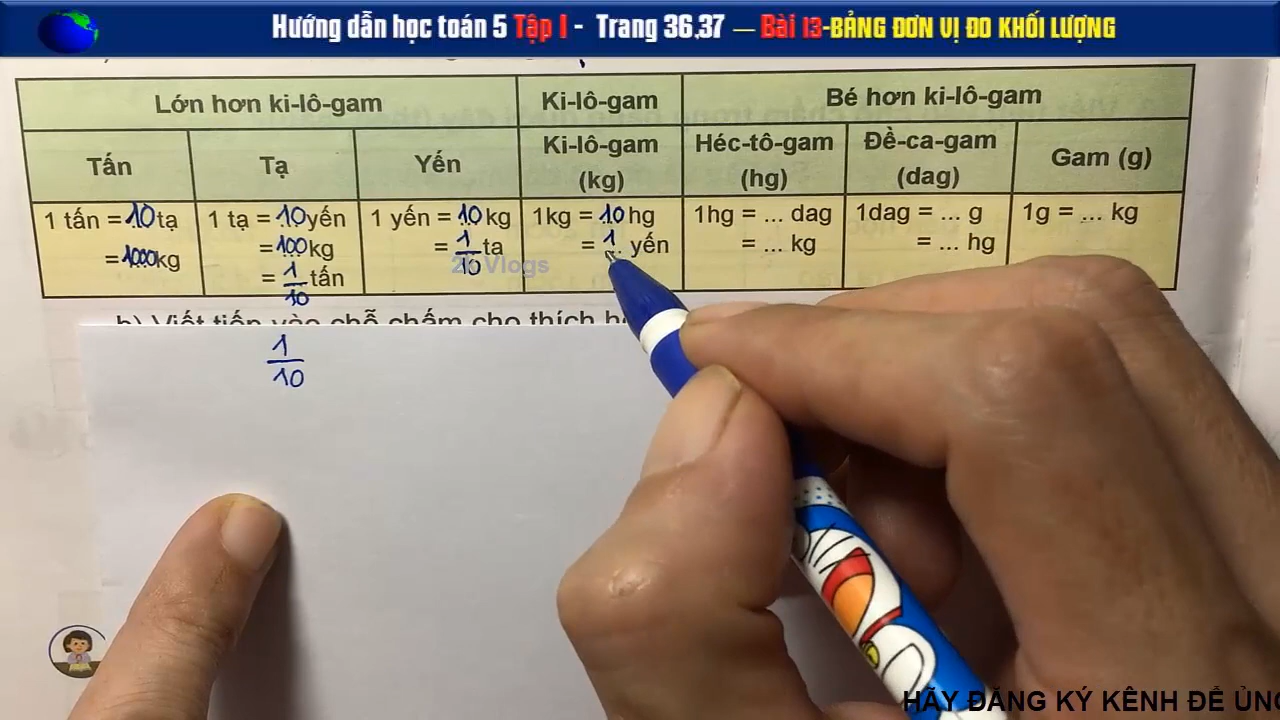 Hướng dẫn học toán 5 Tập I - Trang 36,37 — Bài 13-BẢNG ĐƠN VỊ ĐO KHỐI LƯỢNG
Lớn hơn ki-lô-gam
Ki-lô-gam
Bé hơn ki-lô-gam
Tấn
Tạ
Yến
Ki-lô-gam
(kg)
Héc-tô-gam
(hg)
Đề-ca-gam
(dag)
Gam (g)
1 tấn = 10 tạ
= 1000 kg
1 tạ = 10 yến
= 100 kg
= 1/10 tấn
1 yến = 10 kg
= 1/10 tạ
1kg = 10 hg
= 1 yến
1hg = ... dag
= ... kg
1dag = ... g
= ... hg
1g = ... kg
Vlogs
b) Viết tiếp vào chỗ chấm cho thích h
1/10
HÃY ĐĂNG KÝ KÊNH ĐỂ ỦNG